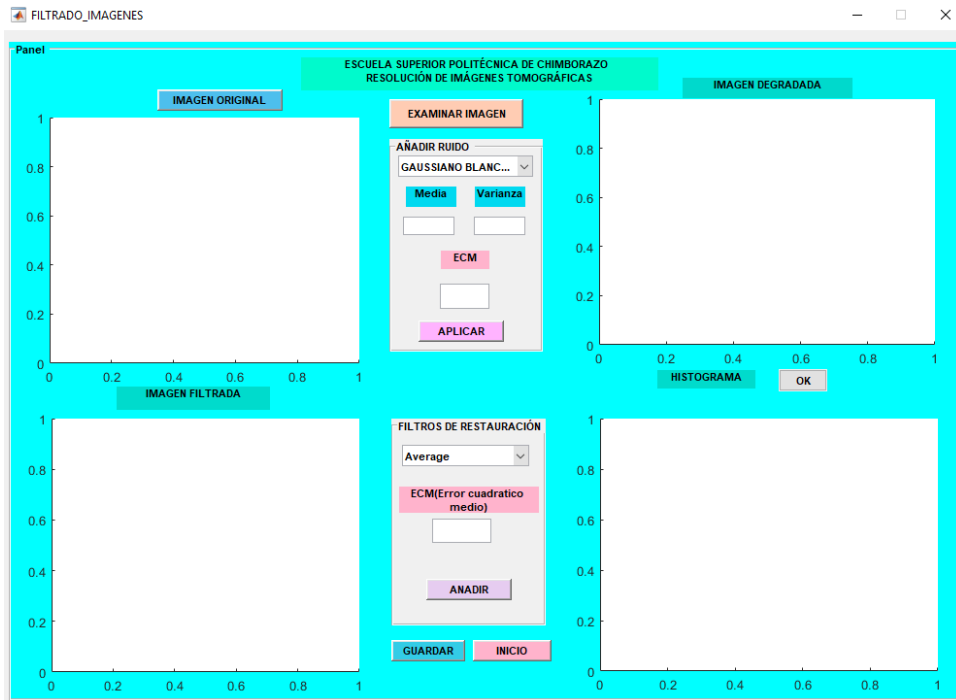 FILTRADO_IMAGENES
Panel
ESCUELA SUPERIOR POLITÉCNICA DE CHIMBORAZO
RESOLUCIÓN DE IMÁGENES TOMOGRÁFICAS
IMAGEN ORIGINAL
1
0.8
0.6
0.4
0.2
0
0 0.2 0.4 0.6 0.8 1
EXAMINAR IMAGEN
AÑADIR RUIDO
GAUSSIANO BLANC...
Media Varianza
ECM
APLICAR
IMAGEN DEGRADADA
1
0.8
0.6
0.4
0.2
0
0 0.2 0.4 0.6 0.8 1
IMAGEN FILTRADA
1
0.8
0.6
0.4
0.2
0
0 0.2 0.4 0.6 0.8 1
FILTROS DE RESTAURACIÓN
Average
ECM(Error cuadratico
medio)
ANADIR
GUARDAR INICIO
HISTOGRAMA OK
1
0.8
0.6
0.4
0.2
0
0 0.2 0.4 0.6 0.8 1